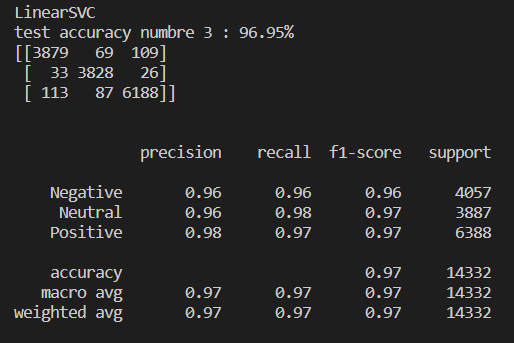 LinearSVC
test accuracy numbre 3 : 96.95%
[[3879 69 109]
[ 33 3828 26]
[ 113 87 6188]]
precision recall f1-score support
Negative 0.96 0.96 0.96 4057
Neutral 0.96 0.98 0.97 3887
Positive 0.98 0.97 0.97 6388
accuracy 0.97 14332
macro avg 0.97 0.97 0.97 14332
weighted avg 0.97 0.97 0.97 14332